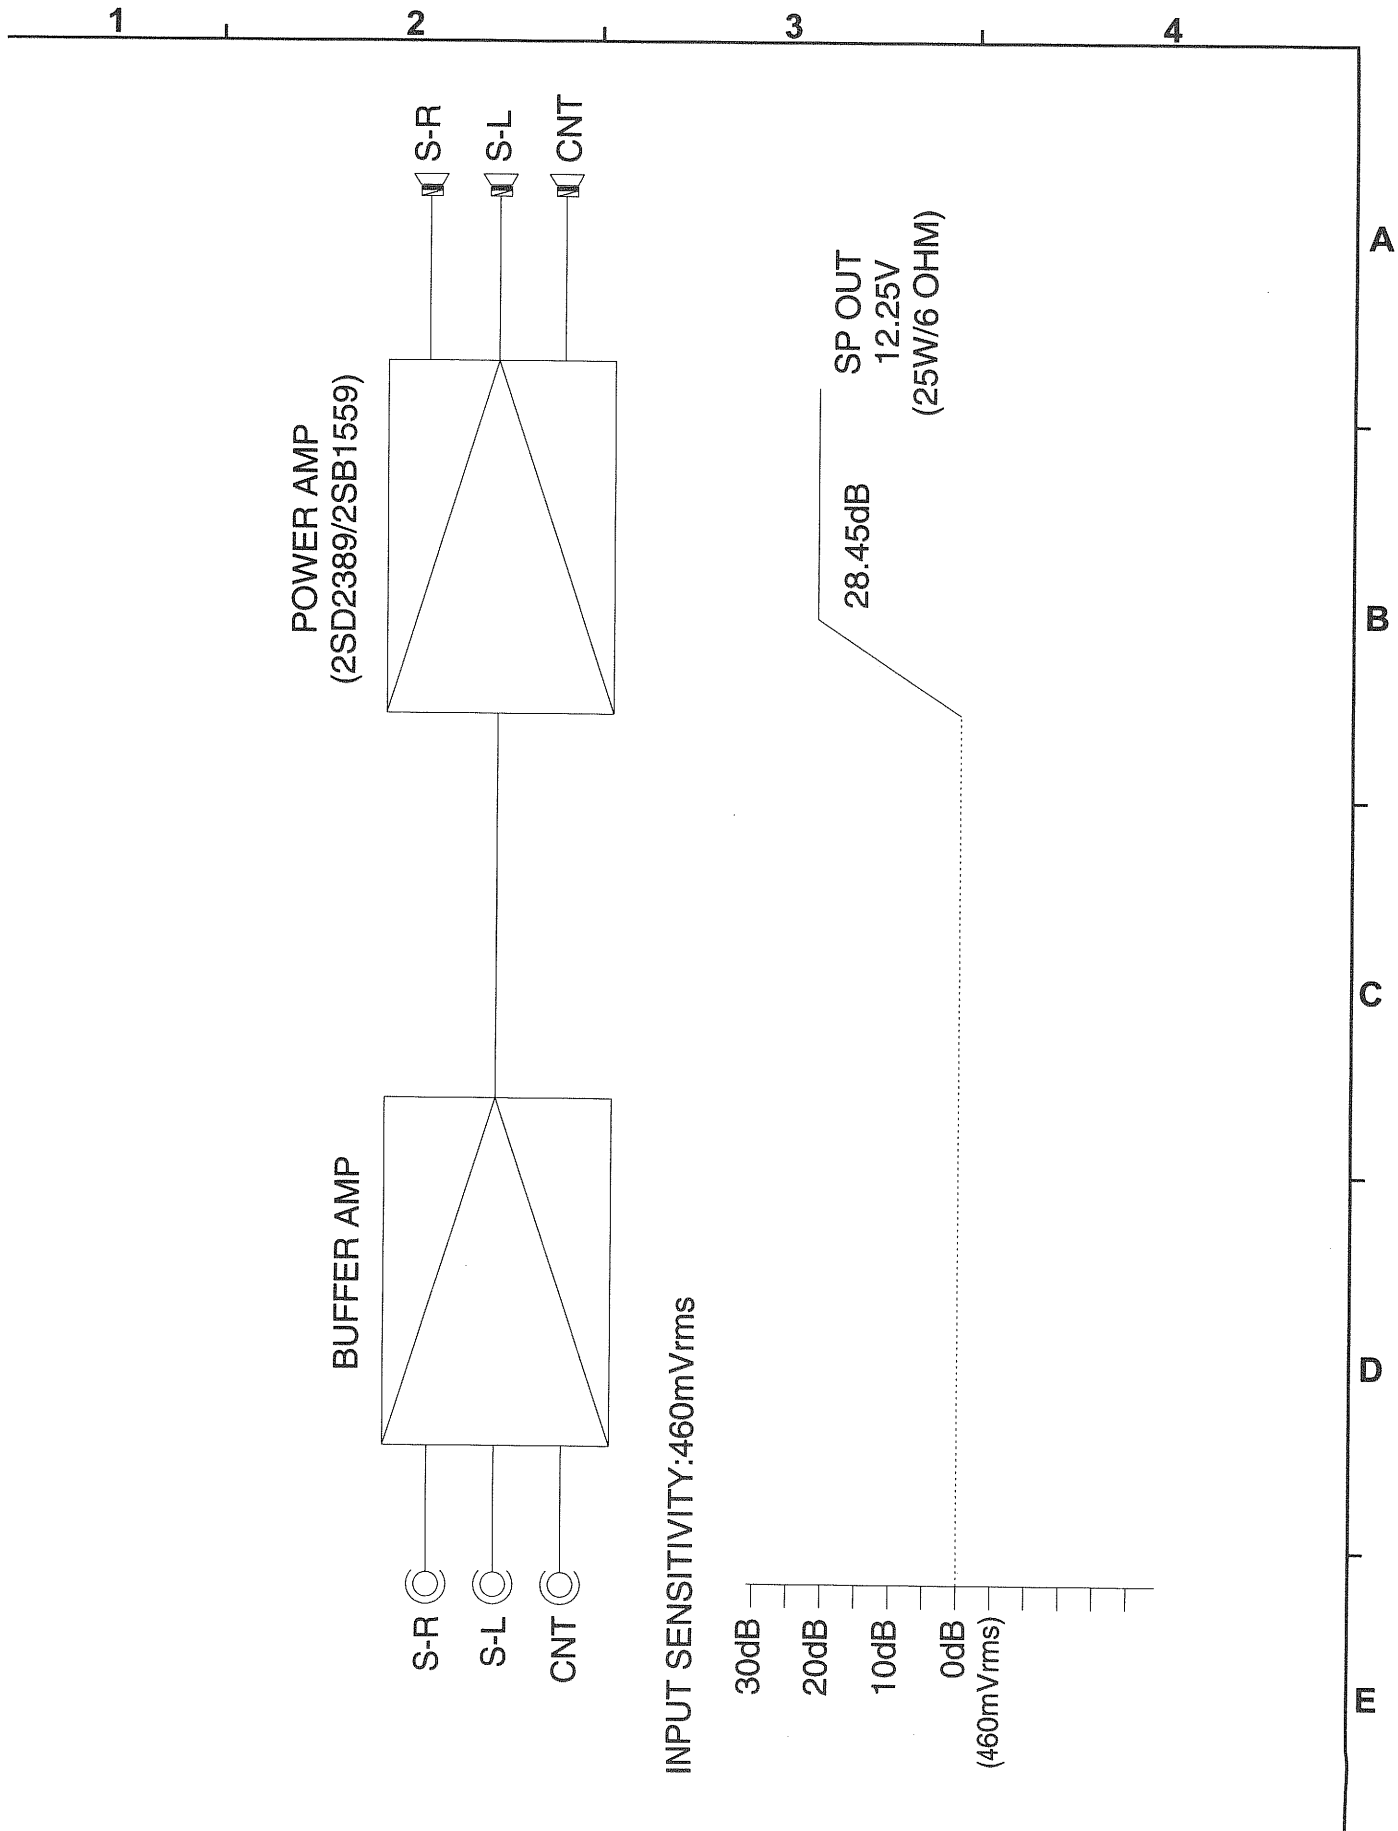 1
2
3
4
A
B
C
D
E
S-R
S-L
CNT
POWER AMP
(2SD2389/2SB1559)
BUFFER AMP
S-R
S-L
CNT
INPUT SENSITIVITY:460mVrms
SP OUT
12.25V
(25W/6 OHM)
28.45dB
30dB
20dB
10dB
0dB
(460mVrms)